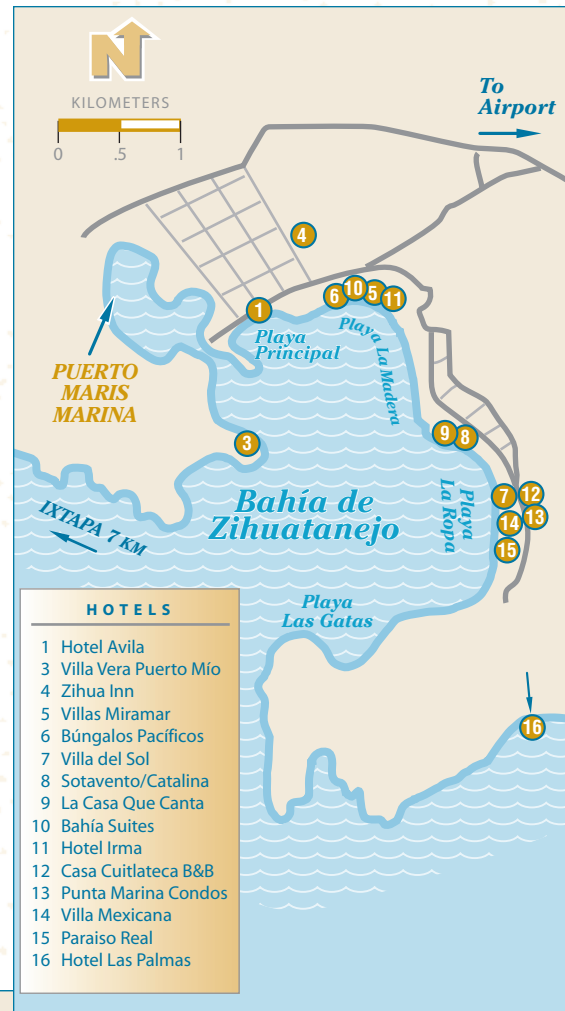 N
KILOMETERS
0 .5 1
To
Airport
4
6 10 5 11
1
Playa
Principal
Playa La Madera
PUERTO
MARIS
MARINA
3
9 8
Bahía de
Zihuatanejo
Playa
La Ropa
7 12
14 13
15
IXTAPA 7 KM
Playa
Las Gatas
16
HOTELS
1 Hotel Avila
3 Villa Vera Puerto Mío
4 Zihua Inn
5 Villas Miramar
6 Búngalos Pacíficos
7 Villa del Sol
8 Sotavento/Catalina
9 La Casa Que Canta
10 Bahía Suites
11 Hotel Irma
12 Casa Cuitlateca B&B
13 Punta Marina Condos
14 Villa Mexicana
15 Paraiso Real
16 Hotel Las Palmas